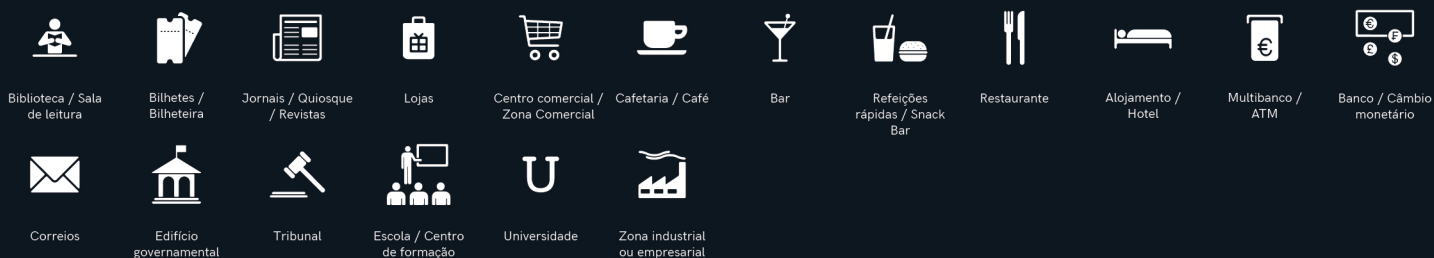 €
€
₣
£
$
Biblioteca / Sala
de leitura
Bilhetes /
Bilheteira
Jornais / Quiosque
/ Revistas
Lojas
Centro comercial /
Zona Comercial
Cafetaria / Café
Bar
Refeições
rápidas / Snack
Bar
Restaurante
Alojamento /
Hotel
Multibanco /
ATM
Banco / Câmbio
monetário
U
Correios
Edifício
governamental
Tribunal
Escola / Centro
de formação
Universidade
Zona industrial
ou empresarial